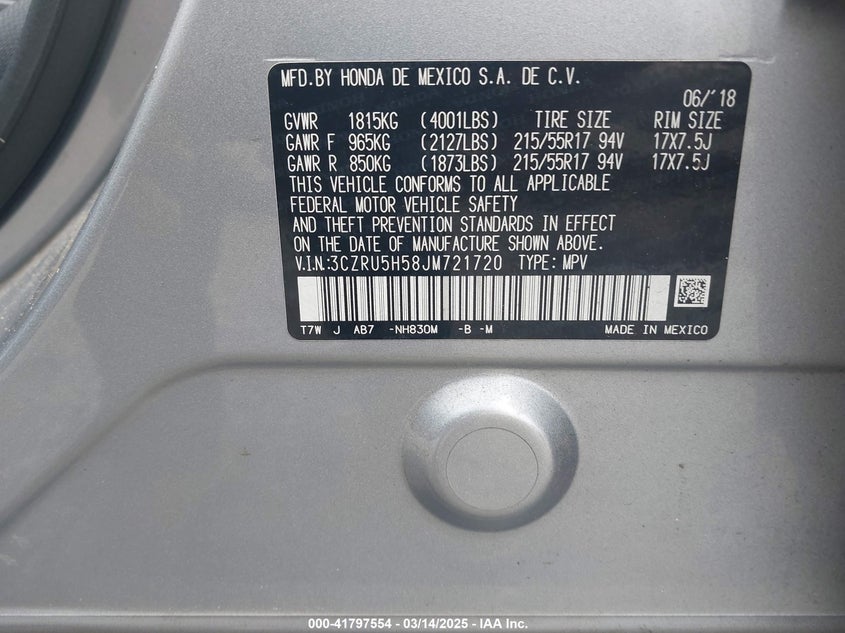 MFD.BY HONDA DE MEXICO S.A. DE C.V.
06/'18
GVWR 1815KG (4001LBS) TIRE SIZE RIM SIZE
GAWR F 965KG (2127LBS) 215/55R17 94V 17X7.5J
GAWR R 850KG (1873LBS) 215/55R17 94V 17X7.5J
THIS VEHICLE CONFORMS TO ALL APPLICABLE
FEDERAL MOTOR VEHICLE SAFETY
AND THEFT PREVENTION STANDARDS IN EFFECT
ON THE DATE OF MANUFACTURE SHOWN ABOVE.
V.I.N:3CZRU5H58JM721720 TYPE: MPV
T7W J AB7 -NH830M -B -M MADE IN MEXICO
000-41797554 - 03/14/2025 - IAA Inc.